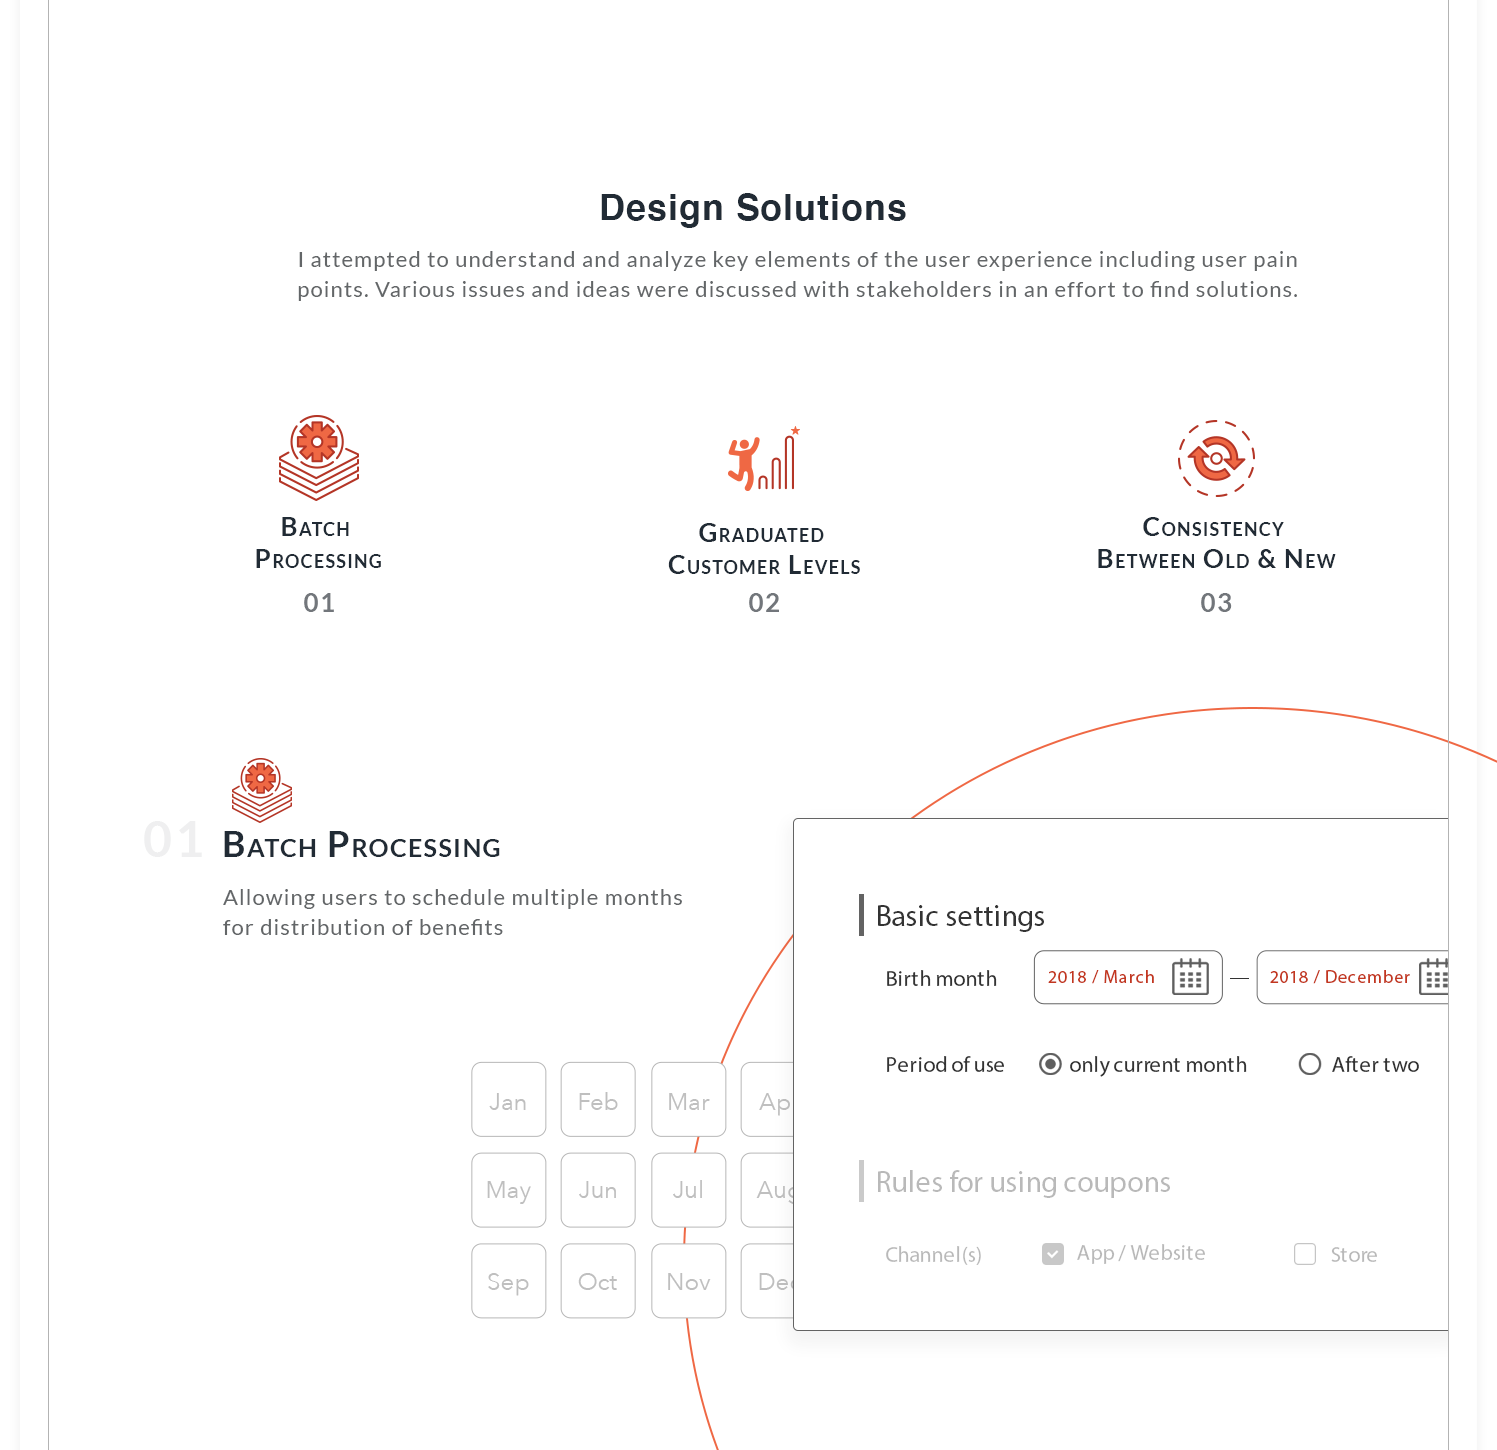 Design Solutions
I attempted to understand and analyze key elements of the user experience including user pain
points. Various issues and ideas were discussed with stakeholders in an effort to find solutions.
Batch
Processing
01
Graduated
Customer Levels
02
Consistency
Between Old & New
03
01 Batch Processing
Allowing users to schedule multiple months
for distribution of benefits
Jan Feb Mar Ap
May Jun Jul Aug
Sep Oct Nov Dec
Basic settings
Birth month 2018 / March — 2018 / December
Period of use only current month After two
Rules for using coupons
Channel(s) App / Website Store